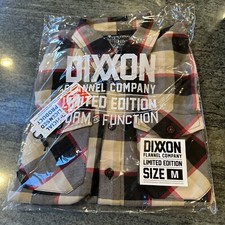 DIXXON
FLANNEL COMPANY
LIMITED EDITION
FORM & FUNCTION
DIXXON
FLANNEL COMPANY
LIMITED EDITION
SIZE M